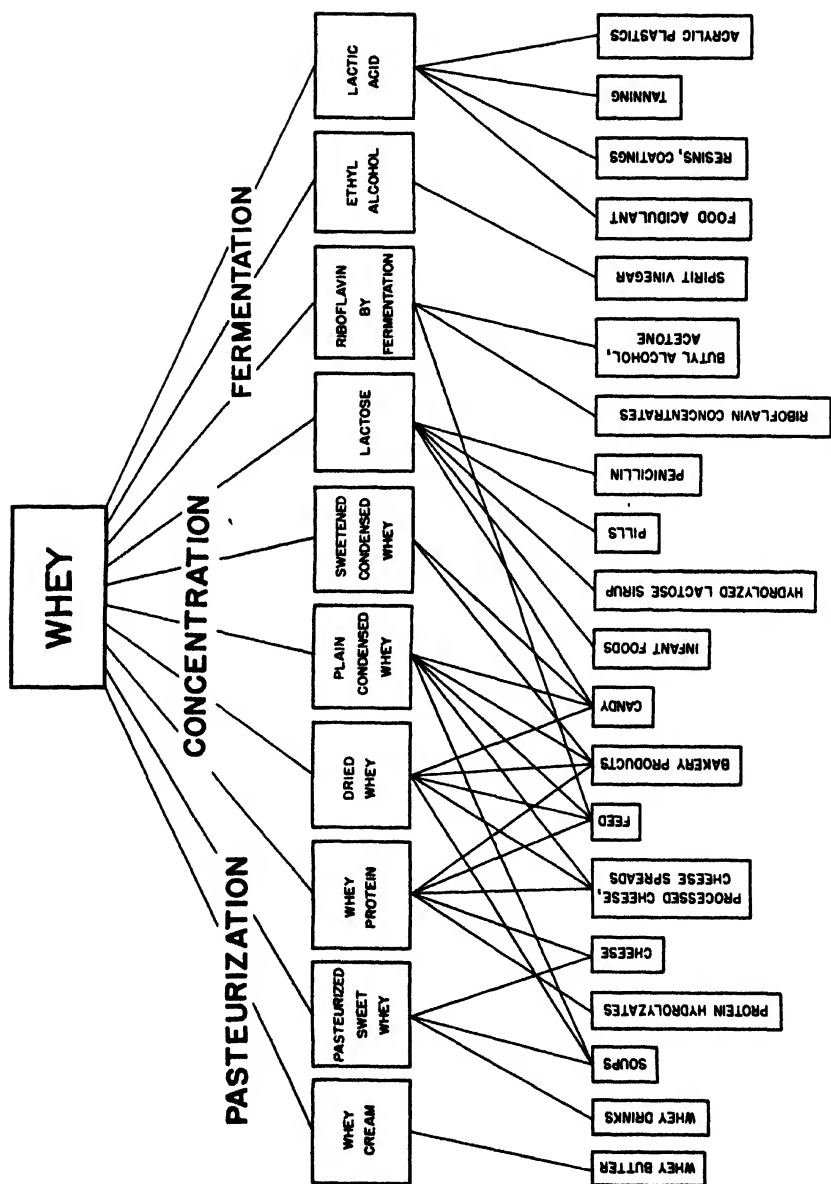 WHEY
PASTEURIZATION
CONCENTRATION
FERMENTATION
WHEY
CREAM
PASTEURIZED
SWEET
WHEY
WHEY
PROTEIN
DRIED
WHEY
PLAIN
CONDENSED
WHEY
SWEETENED
CONDENSED
WHEY
LACTOSE
RIBOFLAVIN
BY
FERMENTATION
ETHYL
ALCOHOL
LACTIC
ACID
WHEY BUTTER
WHEY DRINKS
SOUPS
PROTEIN HYDROLYZATES
CHEESE
PROCESSED CHEESE,
CHEESE SPREADS
FEED
BAKERY PRODUCTS
CANDY
INFANT FOODS
HYDROLYZED LACTOSE SIRUP
PILLS
PENICILLIN
RIBOFLAVIN CONCENTRATES
BUTYL ALCOHOL,
ACETONE
SPIRIT VINEGAR
FOOD ACIDULANT
RESINS, COATINGS
TANNING
ACRYLIC PLASTICS